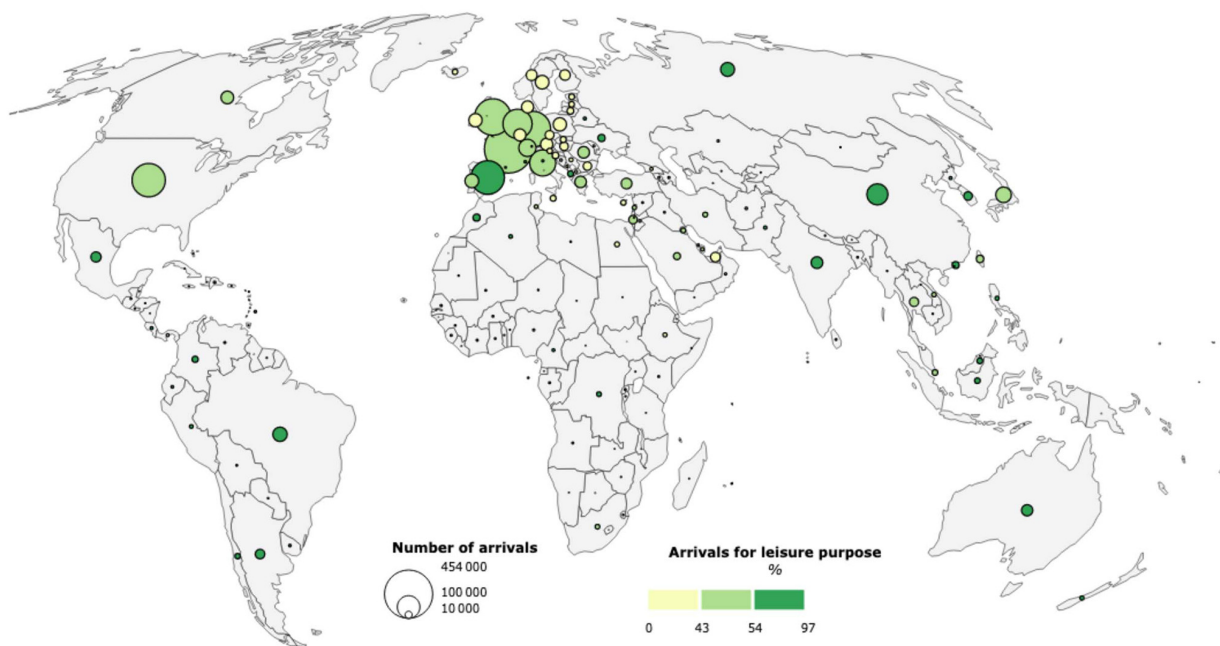 Number of arrivals
454 000
100 000
10 000
Arrivals for leisure purpose
%
0 43 54 97